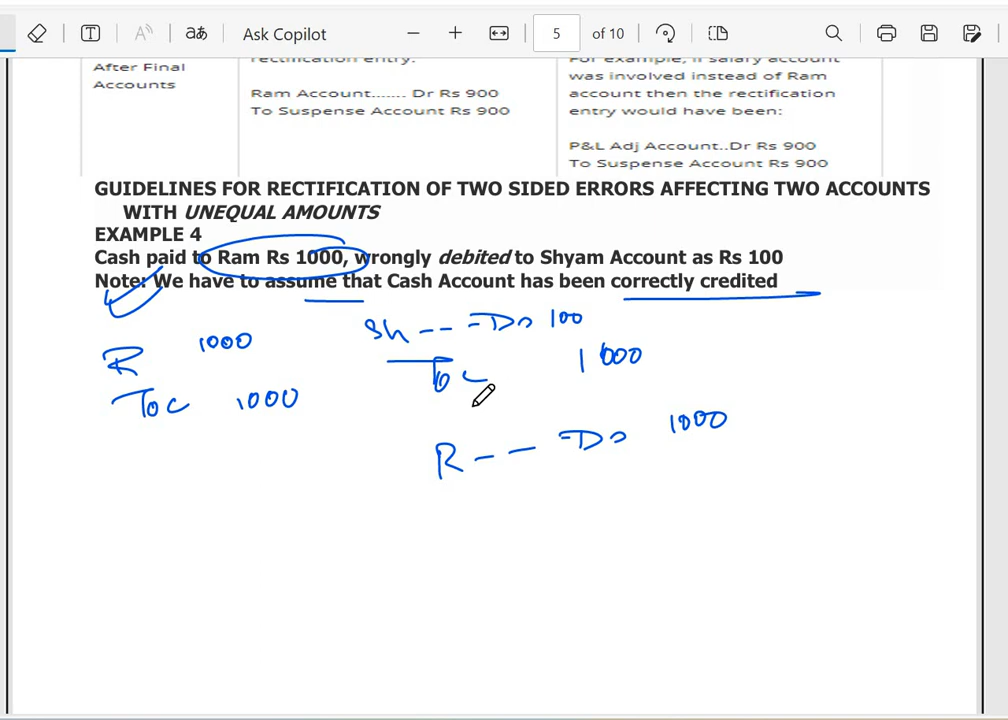 Ask Copilot
5 of 10
After Final
Accounts
rectification entry:
Ram Account....... Dr Rs 900
To Suspense Account Rs 900
For example, if salary account
was involved instead of Ram
account then the rectification
entry would have been:
P&L Adj Account..Dr Rs 900
To Suspense Account Rs 900
GUIDELINES FOR RECTIFICATION OF TWO SIDED ERRORS AFFECTING TWO ACCOUNTS
WITH UNEQUAL AMOUNTS
EXAMPLE 4
Cash paid to Ram Rs 1000, wrongly debited to Shyam Account as Rs 100
Note: We have to assume that Cash Account has been correctly credited
R 1000
To C 1000
Sh -- Dr 100
To C 1000
R -- Dr 1000